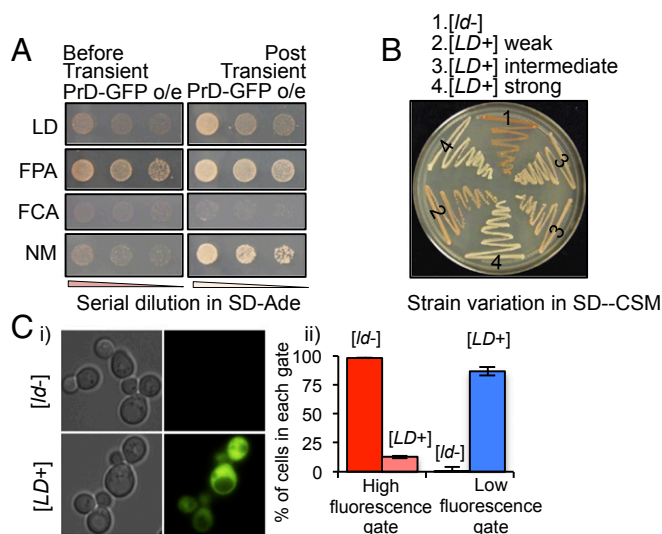 A
Before
Transient
PrD-GFP o/e
Post
Transient
PrD-GFP o/e
LD
FPA
FCA
NM
Serial dilution in SD-Ade
B
1.[ld-]
2.[LD+] weak
3.[LD+] intermediate
4.[LD+] strong
1
4
3
2
3
4
Strain variation in SD--CSM
C i)
[ld-]
[LD+]
ii)
% of cells in each gate
100
75
50
25
0
[ld-]
[LD+]
[ld-]
[LD+]
High
fluorescence
gate
Low
fluorescence
gate